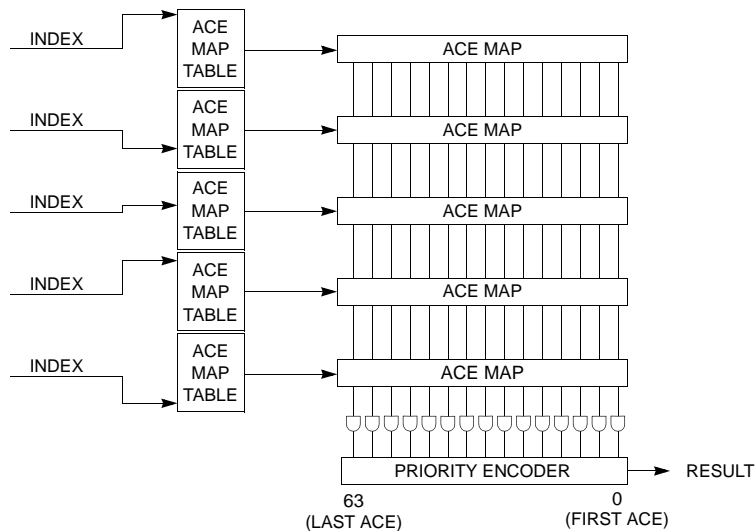 INDEX
ACE
MAP
TABLE
ACE MAP
INDEX
ACE
MAP
TABLE
ACE MAP
INDEX
ACE
MAP
TABLE
ACE MAP
INDEX
ACE
MAP
TABLE
ACE MAP
INDEX
ACE
MAP
TABLE
ACE MAP
PRIORITY ENCODER
RESULT
63
(LAST ACE)
0
(FIRST ACE)